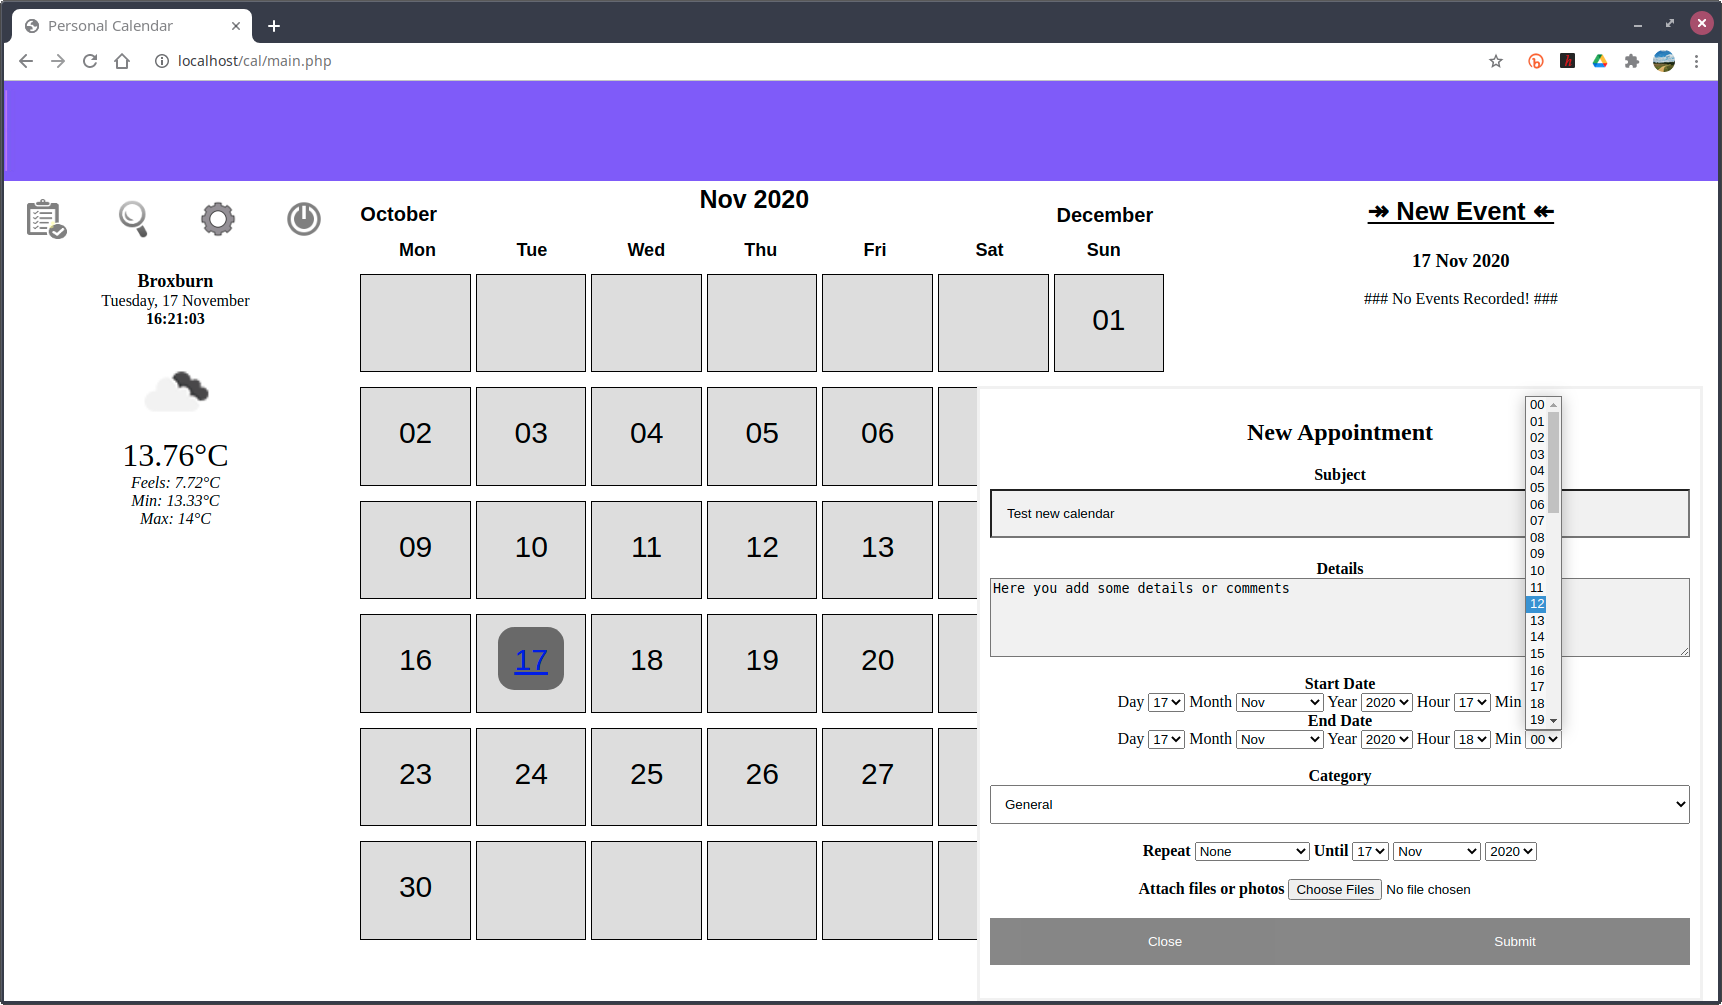 Personal Calendar
localhost/cal/main.php
October
Nov 2020
December
Mon Tue Wed Thu Fri Sat Sun
01
02 03 04 05 06
09 10 11 12 13
16 17 18 19 20
23 24 25 26 27
30
Broxburn
Tuesday, 17 November
16:21:03
13.76°C
Feels: 7.72°C
Min: 13.33°C
Max: 14°C
↠ New Event ↞
17 Nov 2020
### No Events Recorded! ###
New Appointment
Subject
Test new calendar
Details
Here you add some details or comments
Start Date
Day 17 Month Nov Year 2020 Hour 17 Min
End Date
Day 17 Month Nov Year 2020 Hour 18 Min 00
00
01
02
03
04
05
06
07
08
09
10
11
12
13
14
15
16
17
18
19
Category
General
Repeat None Until 17 Nov 2020
Attach files or photos Choose Files No file chosen
Close Submit